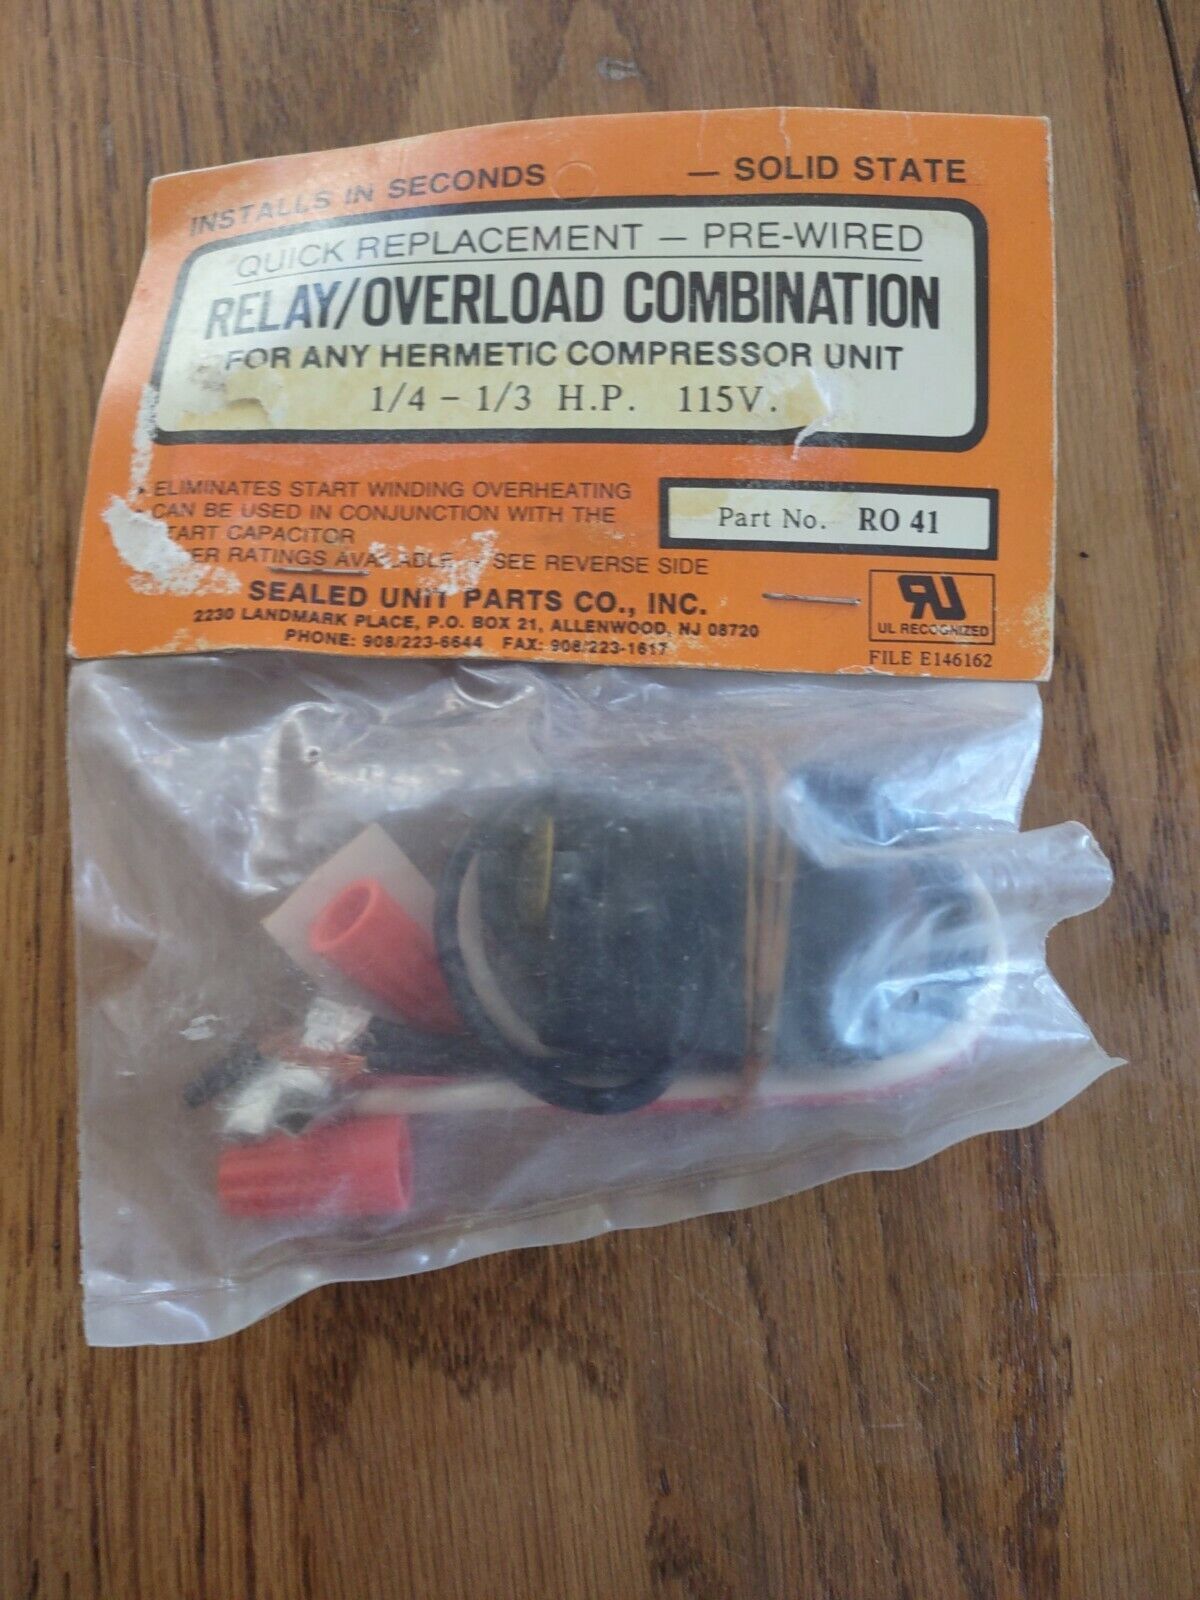 INSTALLS IN SECONDS — SOLID STATE
QUICK REPLACEMENT — PRE-WIRED
RELAY/OVERLOAD COMBINATION
FOR ANY HERMETIC COMPRESSOR UNIT
1/4 - 1/3 H.P. 115V.
• ELIMINATES START WINDING OVERHEATING
• CAN BE USED IN CONJUNCTION WITH THE
START CAPACITOR
RATINGS AVAILABLE - SEE REVERSE SIDE
Part No. RO 41
SEALED UNIT PARTS CO., INC.
2230 LANDMARK PLACE, P.O. BOX 21, ALLENWOOD, NJ 08720
PHONE: 908/223-6644 FAX: 908/223-1617
UL RECOGNIZED
FILE E146162